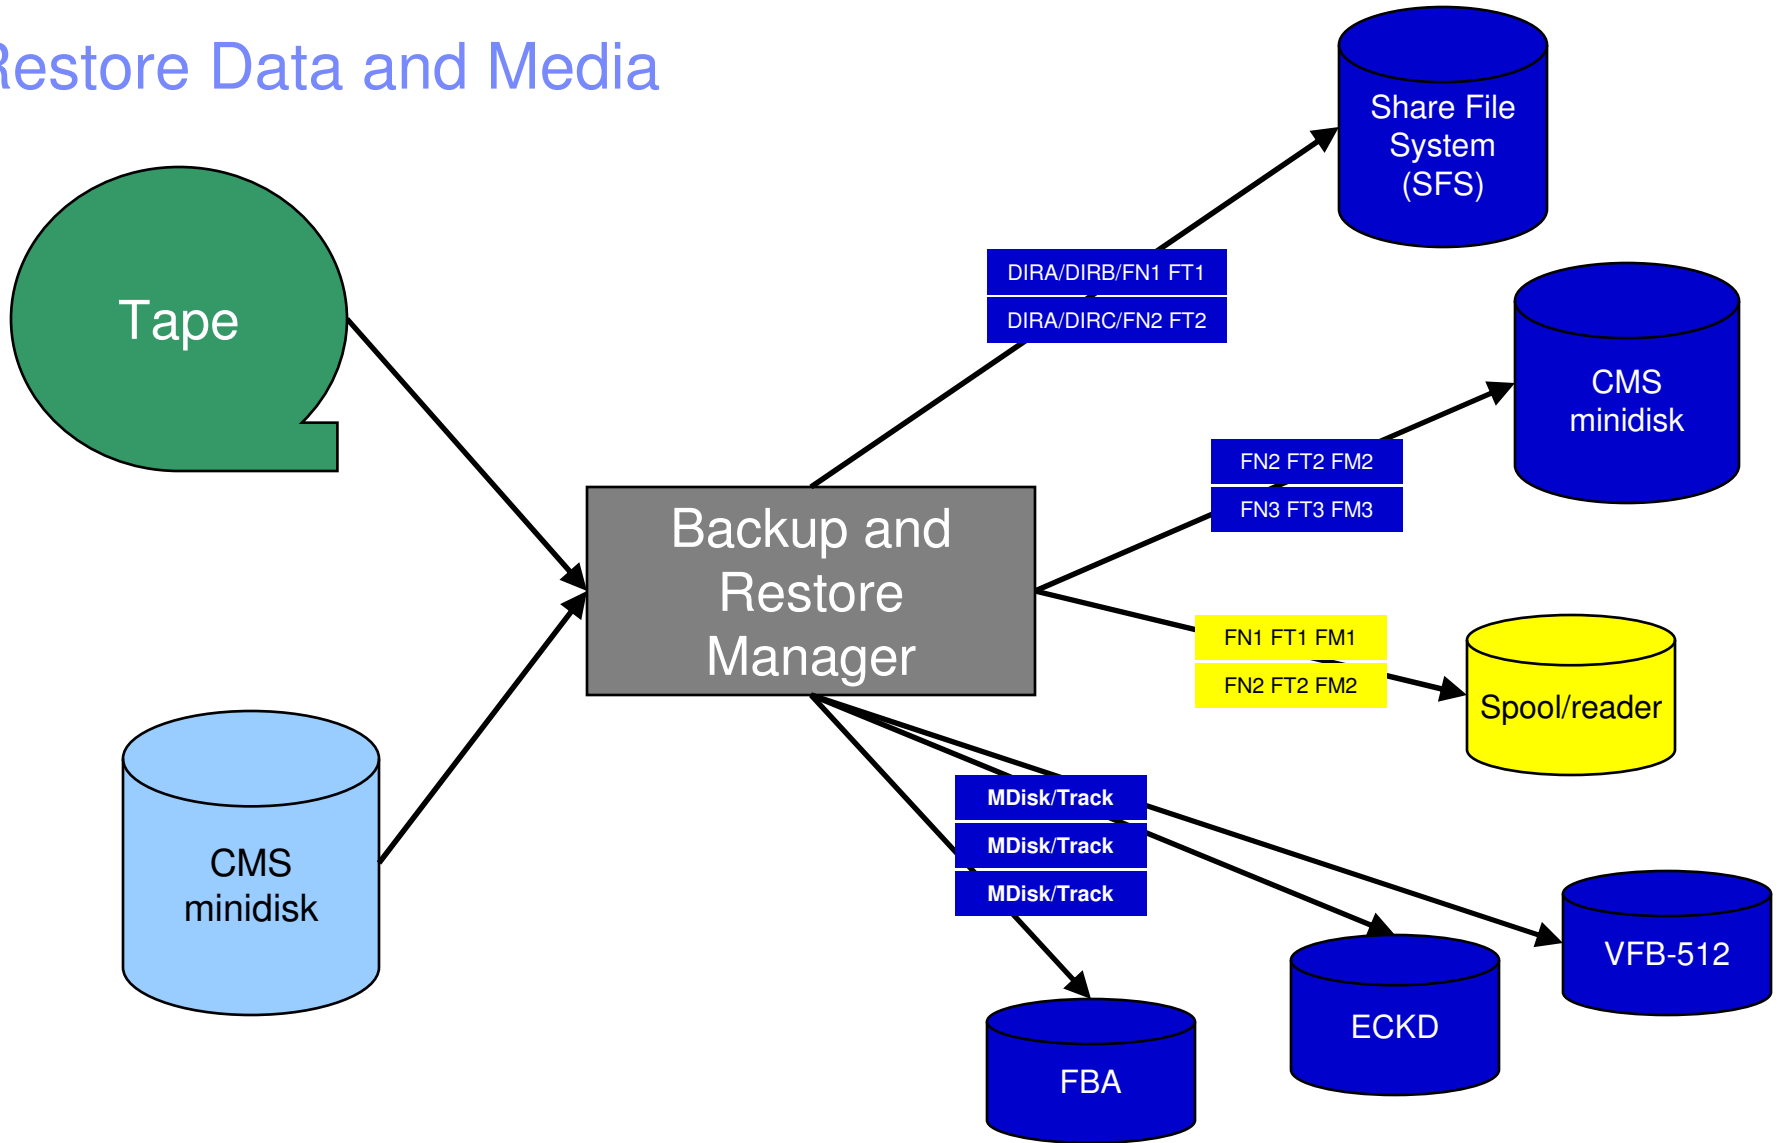 Restore Data and Media
Share File
System
(SFS)
Tape
DIRA/DIRB/FN1 FT1
DIRA/DIRC/FN2 FT2
CMS
minidisk
FN2 FT2 FM2
FN3 FT3 FM3
Backup and
Restore
Manager
FN1 FT1 FM1
FN2 FT2 FM2
Spool/reader
CMS
minidisk
MDisk/Track
MDisk/Track
MDisk/Track
VFB-512
ECKD
FBA